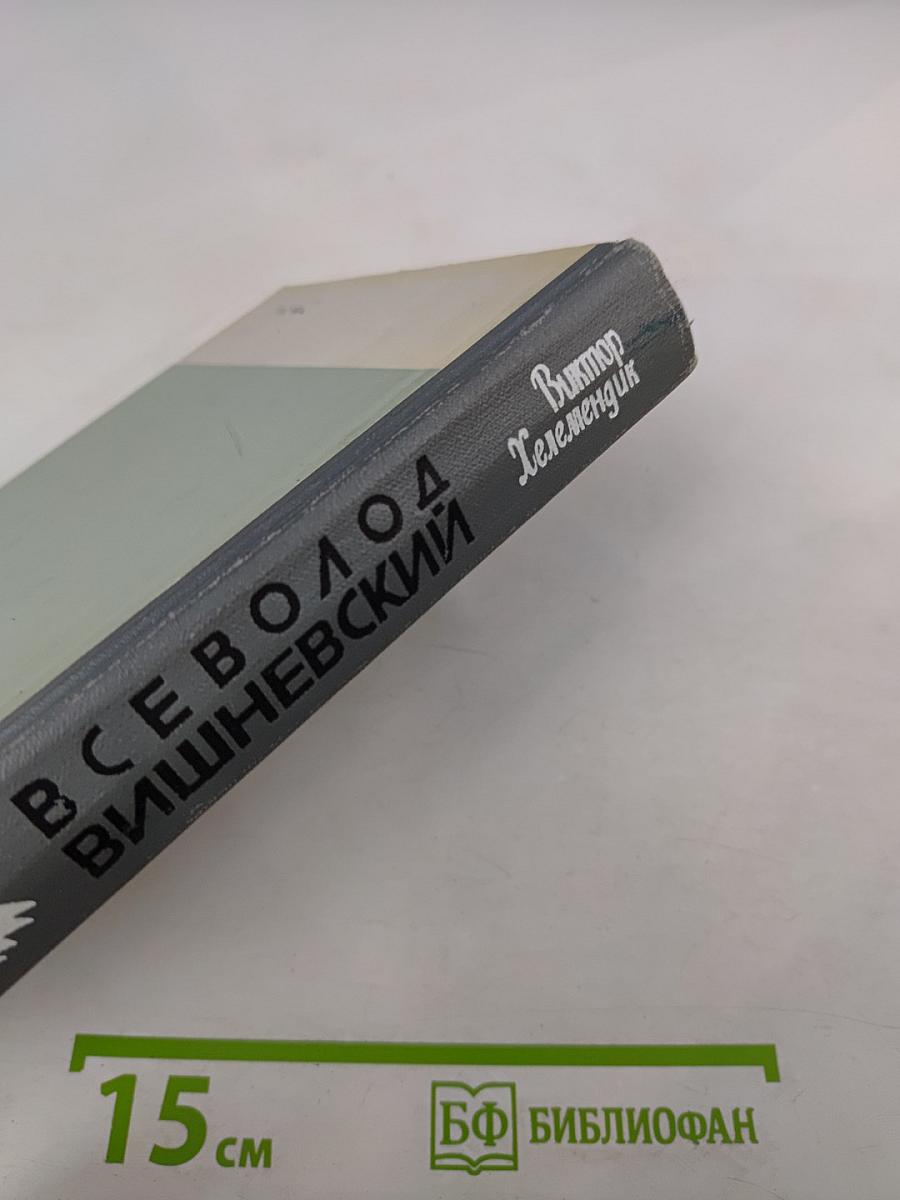 Виктор
Хелемендик
ВСЕВОЛОД
ВИШНЕВСКИЙ
15 см
БФ БИБЛИОФАН